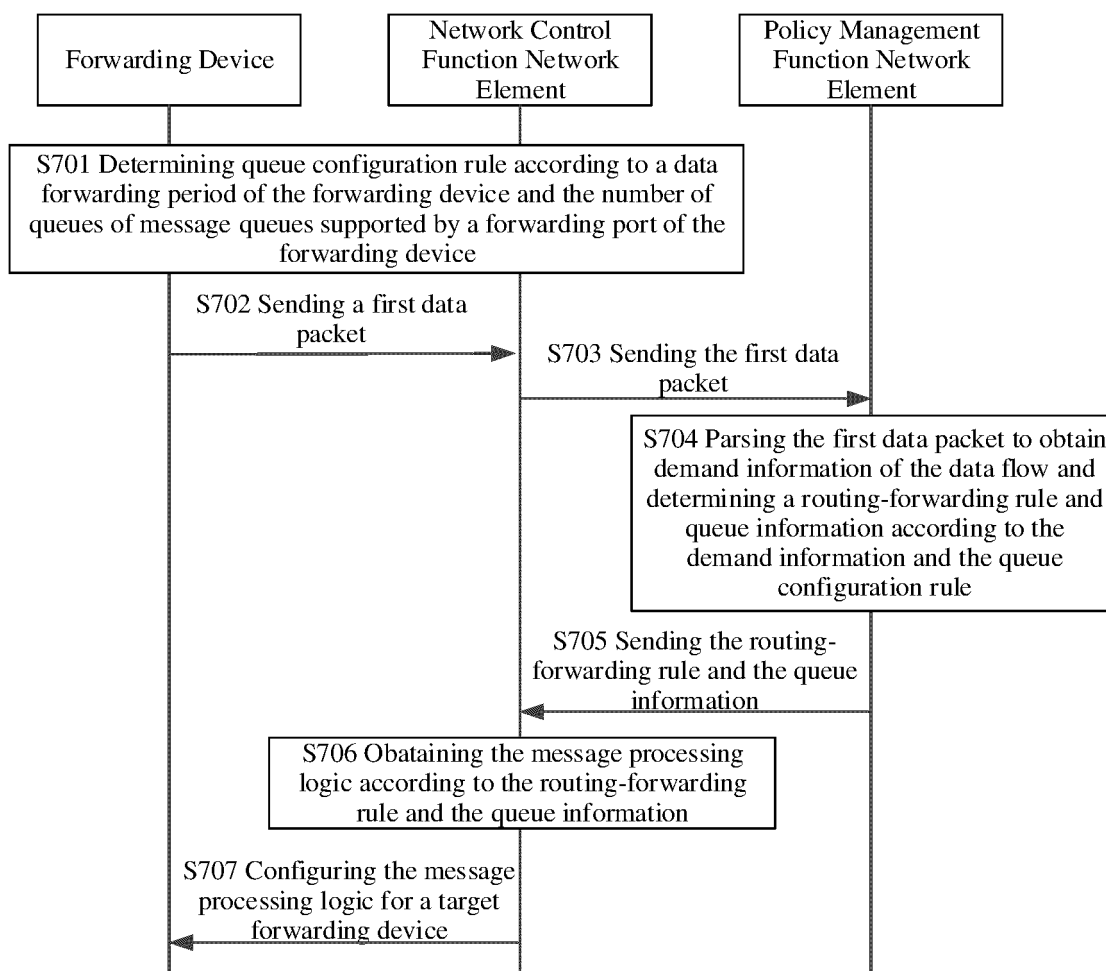 Forwarding Device
Network Control
Function Network
Element
Policy Management
Function Network
Element
S701 Determining queue configuration rule according to a data
forwarding period of the forwarding device and the number of
queues of message queues supported by a forwarding port of the
forwarding device
S702 Sending a first data
packet
S703 Sending the first data
packet
S704 Parsing the first data packet to obtain
demand information of the data flow and
determining a routing-forwarding rule and
queue information according to the
demand information and the queue
configuration rule
S705 Sending the routing-
forwarding rule and the queue
information
S706 Obataining the message processing
logic according to the routing-forwarding
rule and the queue information
S707 Configuring the message
processing logic for a target
forwarding device